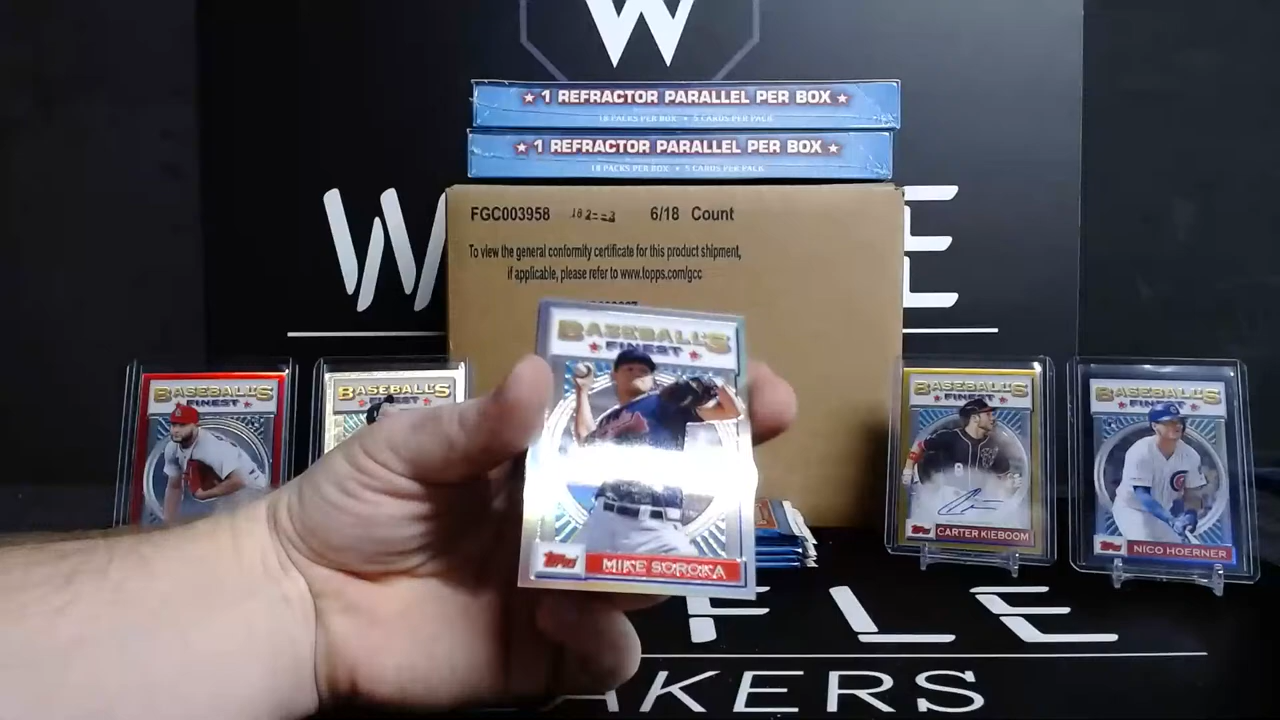 W
★ 1 REFRACTOR PARALLEL PER BOX ★
18 PACKS PER BOX • 5 CARDS PER PACK
★ 1 REFRACTOR PARALLEL PER BOX ★
18 PACKS PER BOX • 5 CARDS PER PACK
FGC003958 6/18 Count
To view the general conformity certificate for this product shipment,
if applicable, please refer to www.topps.com/gcc
W LE
BASEBALL'S
FINEST
topps
MIKE SOROKA
BASEBALL'S
FINEST
BASEBALL'S
FINEST
BASEBALL'S
FINEST
topps
CARTER KIEBOOM
BASEBALL'S
FINEST
topps
NICO HOERNER
FLE
AKERS